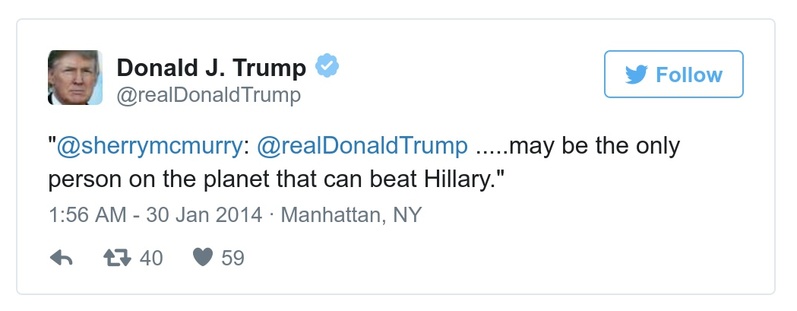 Donald J. Trump
Follow
@realDonaldTrump
"@sherrymcmurry: @realDonaldTrump .....may be the only
person on the planet that can beat Hillary."
1:56 AM - 30 Jan 2014 · Manhattan, NY
40 59